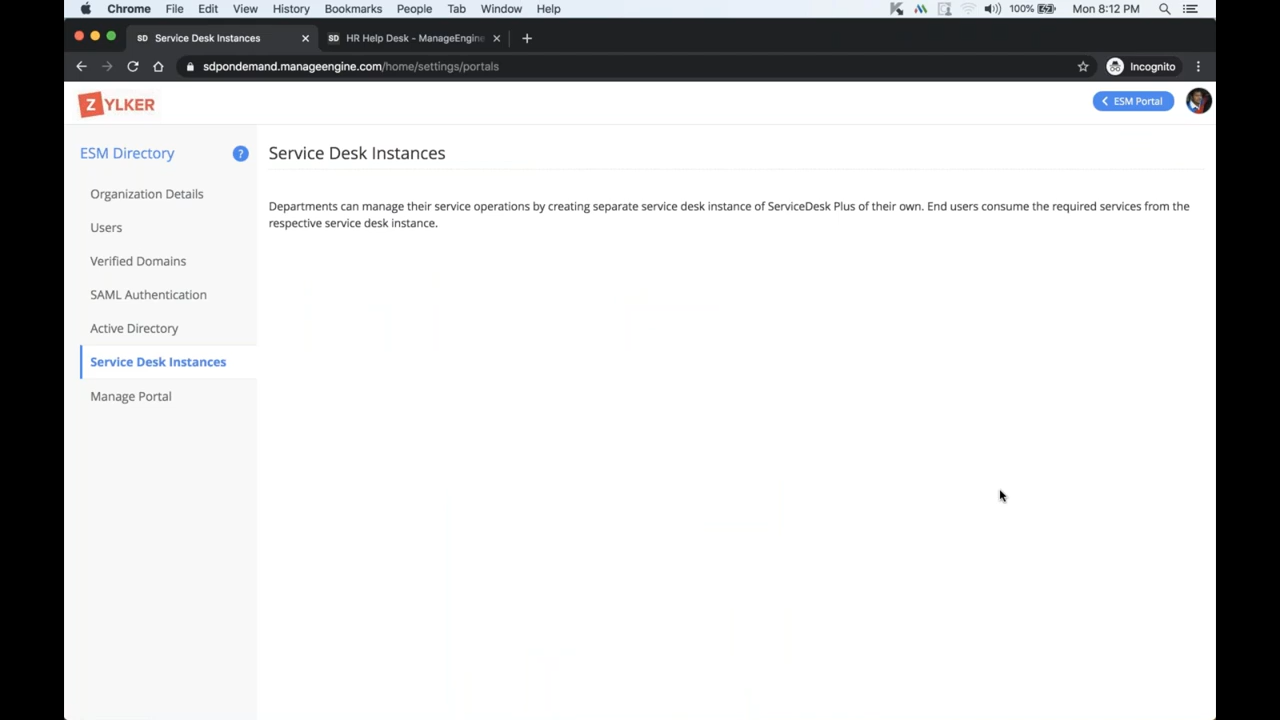 Chrome File Edit View History Bookmarks People Tab Window Help 100% Mon 8:12 PM
SD Service Desk Instances SD HR Help Desk - ManageEngine
sdpondemand.manageengine.com/home/settings/portals Incognito
ZYLKER ESM Portal
ESM Directory ?
Organization Details
Users
Verified Domains
SAML Authentication
Active Directory
Service Desk Instances
Manage Portal
Service Desk Instances
Departments can manage their service operations by creating separate service desk instance of ServiceDesk Plus of their own. End users consume the required services from the
respective service desk instance.